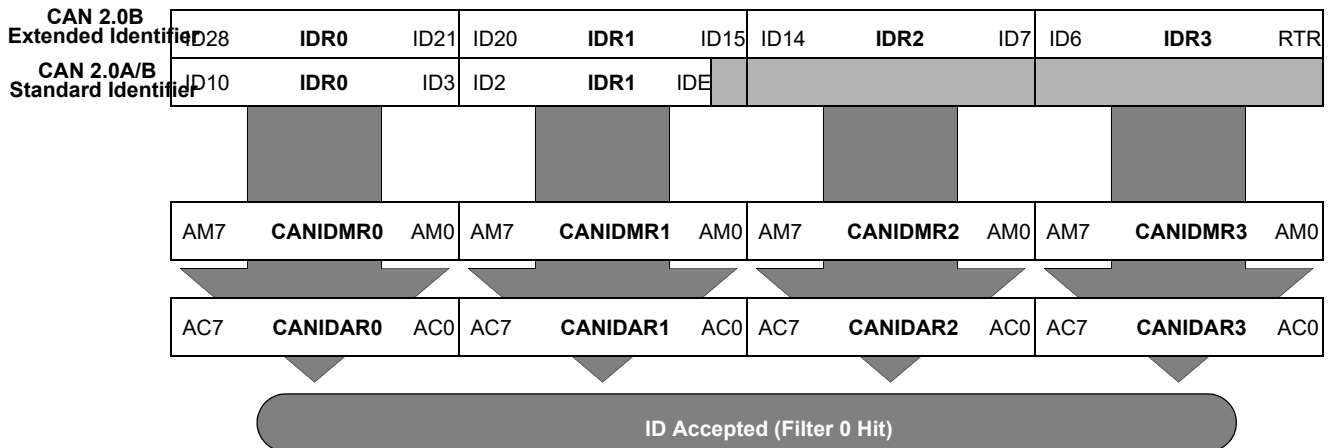 CAN 2.0B
Extended Identifier
ID28 IDR0 ID21 ID20 IDR1 ID15 ID14 IDR2 ID7 ID6 IDR3 RTR
CAN 2.0A/B
Standard Identifier
ID10 IDR0 ID3 ID2 IDR1 IDE
AM7 CANIDMR0 AM0 AM7 CANIDMR1 AM0 AM7 CANIDMR2 AM0 AM7 CANIDMR3 AM0
AC7 CANIDAR0 AC0 AC7 CANIDAR1 AC0 AC7 CANIDAR2 AC0 AC7 CANIDAR3 AC0
ID Accepted (Filter 0 Hit)